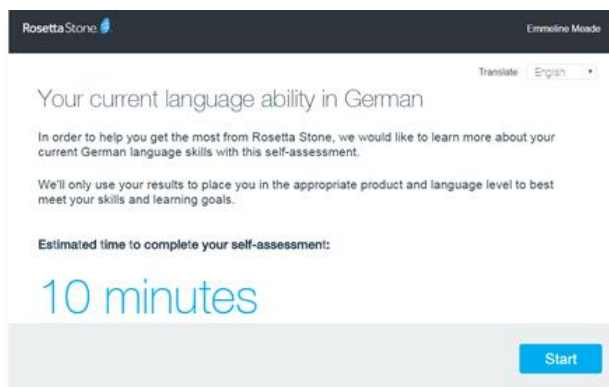 RosettaStone
Emmeline Meade
Translate English
Your current language ability in German
In order to help you get the most from Rosetta Stone, we would like to learn more about your
current German language skills with this self-assessment.
We'll only use your results to place you in the appropriate product and language level to best
meet your skills and learning goals.
Estimated time to complete your self-assessment:
10 minutes
Start